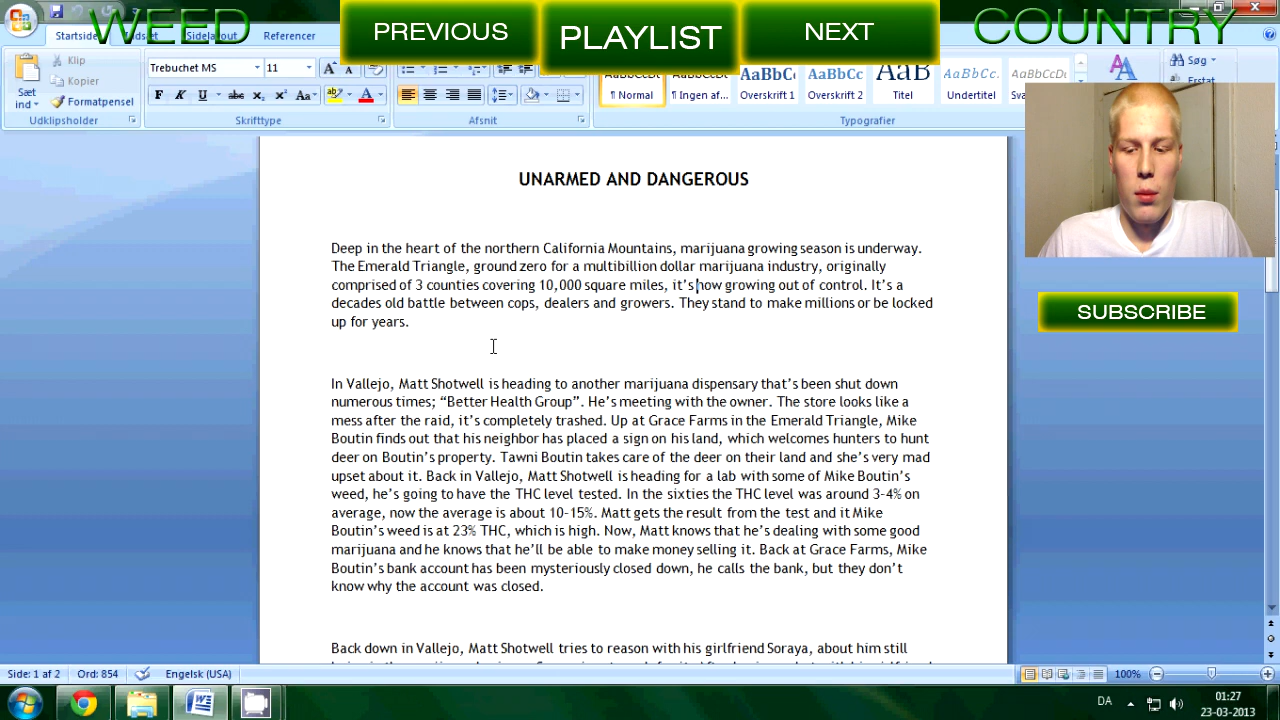 WEED
COUNTRY
PREVIOUS
PLAYLIST
NEXT
Startside
Sidelayout
Referencer
Klip
Kopier
Sæt
ind
Formatpensel
Udklipsholder
Trebuchet MS
11
Skrifttype
Afsnit
¶ Normal
¶ Ingen af...
AaBbC
Overskrift 1
AaBbCc
Overskrift 2
AaB
Titel
AaBbCc.
Undertitel
AaBbCcDt
Typografier
Søg
Erstat
SUBSCRIBE
UNARMED AND DANGEROUS
Deep in the heart of the northern California Mountains, marijuana growing season is underway.
The Emerald Triangle, ground zero for a multibillion dollar marijuana industry, originally
comprised of 3 counties covering 10,000 square miles, it’s now growing out of control. It’s a
decades old battle between cops, dealers and growers. They stand to make millions or be locked
up for years.
In Vallejo, Matt Shotwell is heading to another marijuana dispensary that’s been shut down
numerous times; “Better Health Group”. He’s meeting with the owner. The store looks like a
mess after the raid, it’s completely trashed. Up at Grace Farms in the Emerald Triangle, Mike
Boutin finds out that his neighbor has placed a sign on his land, which welcomes hunters to hunt
deer on Boutin’s property. Tawni Boutin takes care of the deer on their land and she’s very mad
upset about it. Back in Vallejo, Matt Shotwell is heading for a lab with some of Mike Boutin’s
weed, he’s going to have the THC level tested. In the sixties the THC level was around 3-4% on
average, now the average is about 10-15%. Matt gets the result from the test and it Mike
Boutin’s weed is at 23% THC, which is high. Now, Matt knows that he’s dealing with some good
marijuana and he knows that he’ll be able to make money selling it. Back at Grace Farms, Mike
Boutin’s bank account has been mysteriously closed down, he calls the bank, but they don’t
know why the account was closed.
Back down in Vallejo, Matt Shotwell tries to reason with his girlfriend Soraya, about him still
Side: 1 af 2
Ord: 854
Engelsk (USA)
100%
DA
01:27
23-03-2013